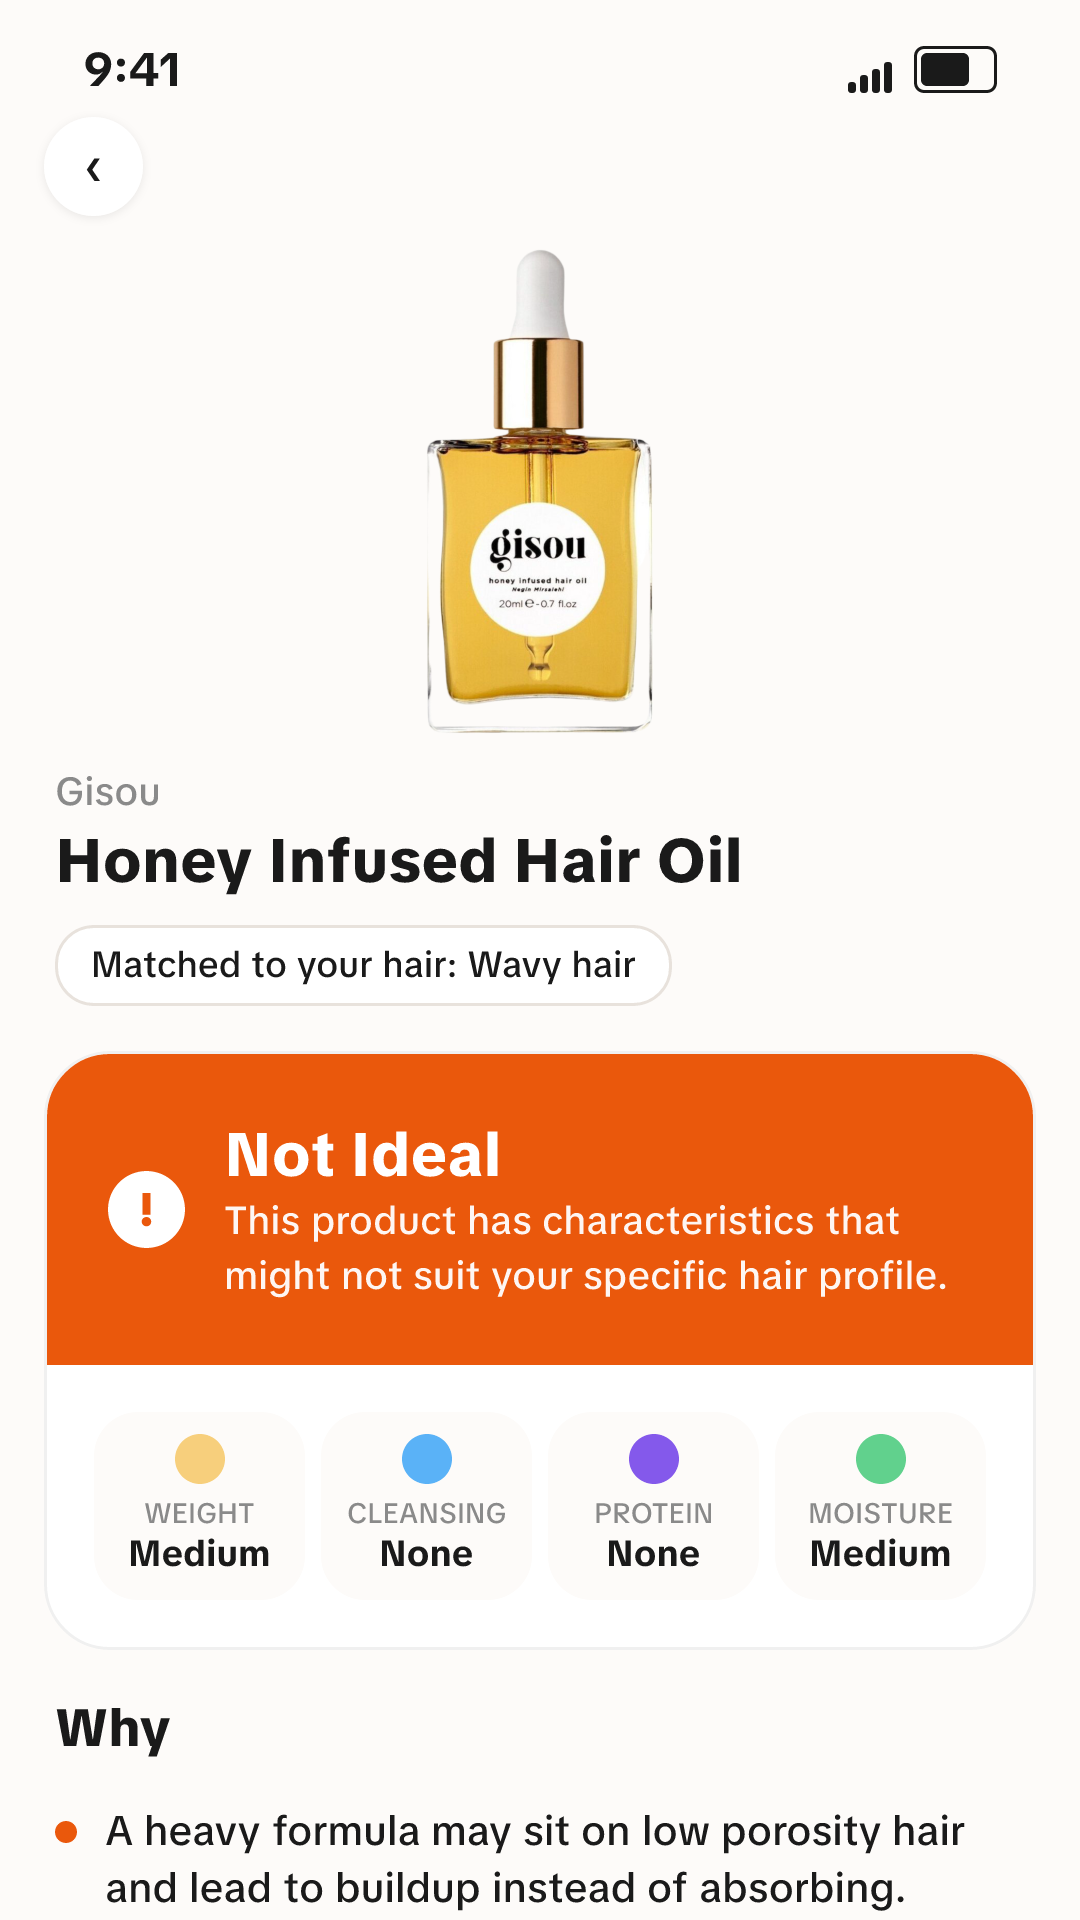 9:41
gisou
honey infused hair oil
Negin Mirsalehi
20ml ℮ - 0.7 fl.oz
Gisou
Honey Infused Hair Oil
Matched to your hair: Wavy hair
Not Ideal
!
This product has characteristics that
might not suit your specific hair profile.
WEIGHT
Medium
CLEANSING
None
PROTEIN
None
MOISTURE
Medium
Why
A heavy formula may sit on low porosity hair
and lead to buildup instead of absorbing.